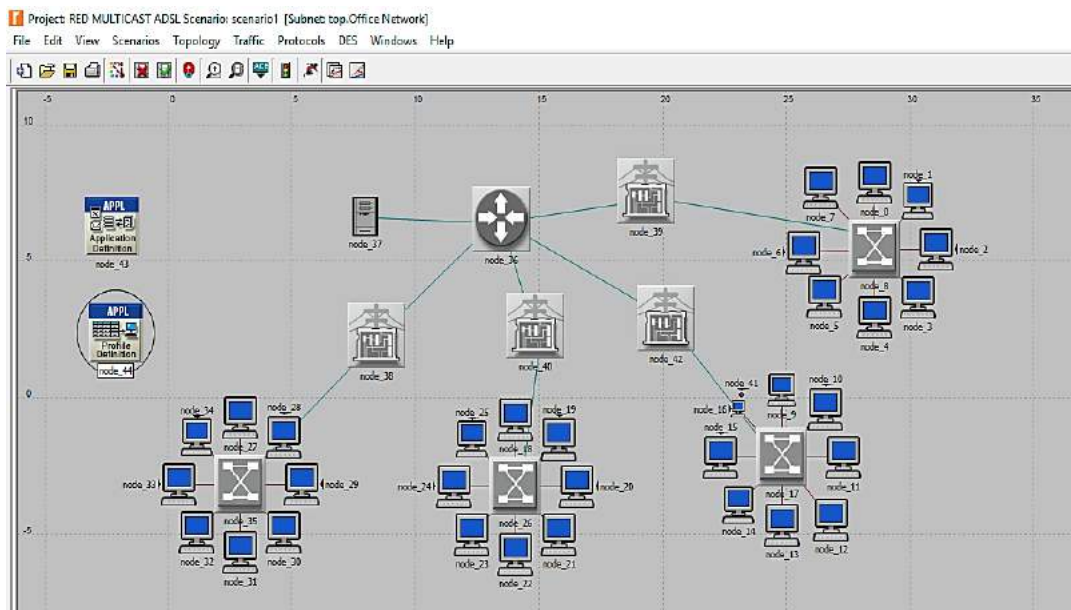 Project: RED MULTICAST ADSL Scenario: scenario1 [Subnet: top.Office Network]
File Edit View Scenarios Topology Traffic Protocols DES Windows Help
-5 0 5 10 15 20 25 30 35
10
node_1
node_7 node_0
APPL
Application
Definition
node_43
node_37
node_36
node_39
node_6 node_2
node_8
5
node_5 node_3
node_4
APPL
Profile
Definition
node_44
node_38
node_40
node_42
0
node_34 node_28
node_27
node_33 node_29
node_35
node_32 node_30
node_31
node_25 node_19
node_18
node_24 node_20
node_26
node_23 node_21
node_22
node_41 node_10
node_16 node_9
node_15
node_11
node_17
node_14 node_12
node_13
-5